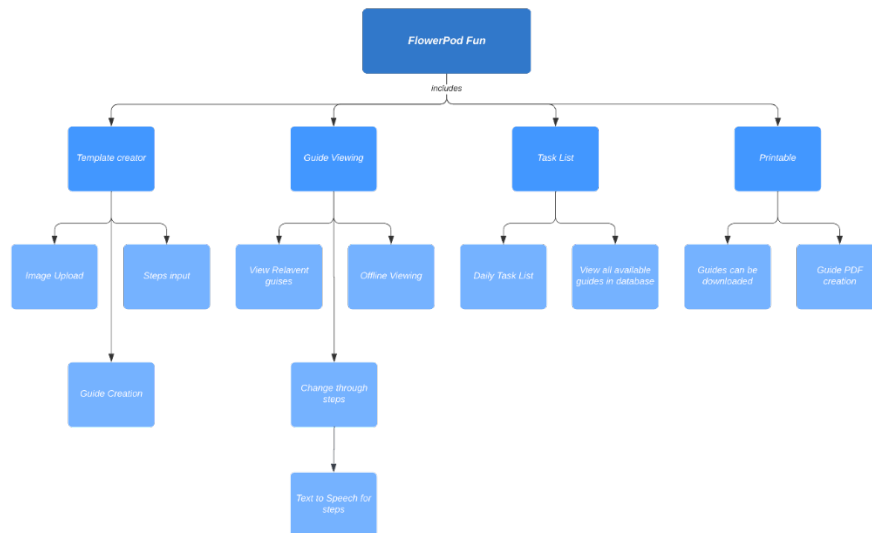 FlowerPod Fun
includes
Template creator
Guide Viewing
Task List
Printable
Image Upload
Steps input
View Relavent
guises
Offline Viewing
Daily Task List
View all available
guides in database
Guides can be
downloaded
Guide PDF
creation
Guide Creation
Change through
steps
Text to Speech for
steps